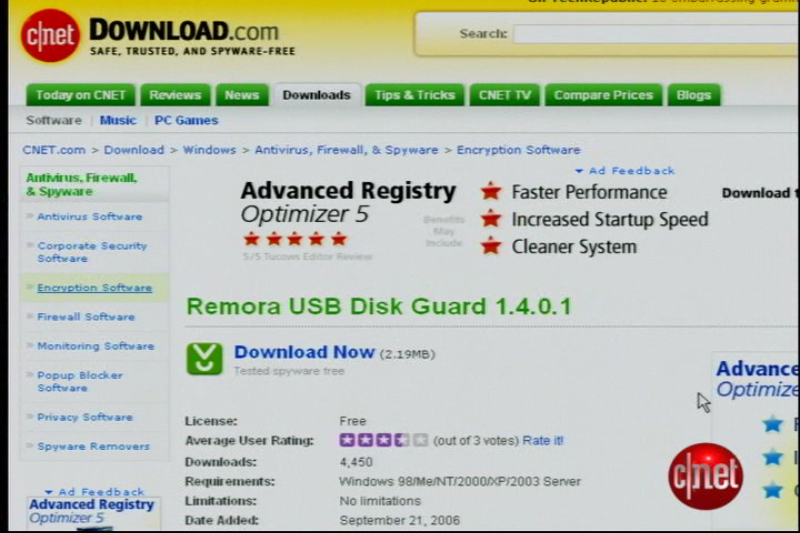 c|net DOWNLOAD.com
SAFE, TRUSTED, AND SPYWARE-FREE
Search:
Today on CNET Reviews News Downloads Tips & Tricks CNET TV Compare Prices Blogs
Software Music PC Games
CNET.com > Download > Windows > Antivirus, Firewall, & Spyware > Encryption Software
Antivirus, Firewall,
& Spyware
Antivirus Software
Corporate Security
Software
Encryption Software
Firewall Software
Monitoring Software
Popup Blocker
Software
Privacy Software
Spyware Removers
Ad Feedback
Advanced Registry
Optimizer 5
Ad Feedback
Advanced Registry
Optimizer 5
5/5 Tucows Editor Review
Benefits
May
Include
Faster Performance
Increased Startup Speed
Cleaner System
Download
Remora USB Disk Guard 1.4.0.1
Download Now (2.19MB)
Tested spyware free
License: Free
Average User Rating: (out of 3 votes) Rate it!
Downloads: 4,450
Requirements: Windows 98/Me/NT/2000/XP/2003 Server
Limitations: No limitations
Date Added: September 21, 2006
Advance
Optimize
c|net